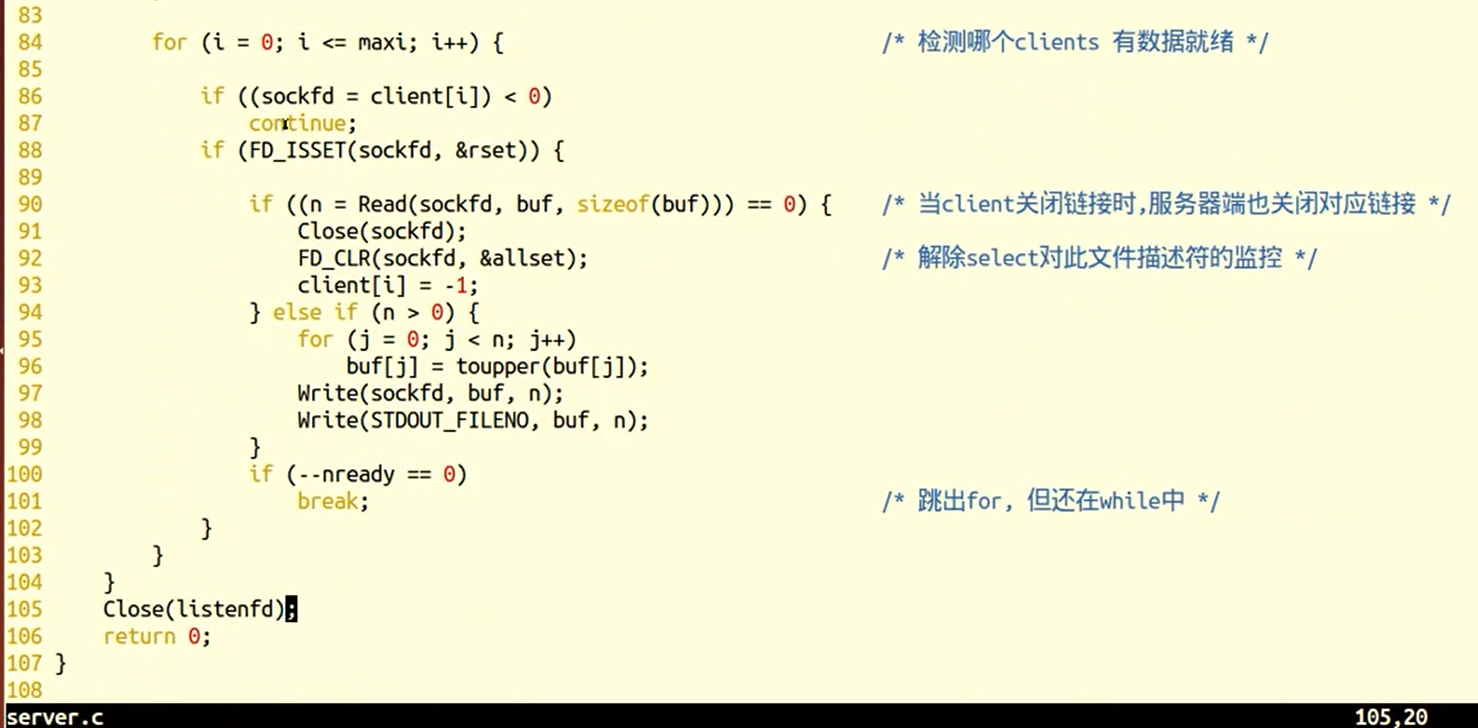 83
84 for (i = 0; i <= maxi; i++) { /* 检测哪个clients 有数据就绪 */
85
86 if ((sockfd = client[i]) < 0)
87 continue;
88 if (FD_ISSET(sockfd, &rset)) {
89
90 if ((n = Read(sockfd, buf, sizeof(buf))) == 0) { /* 当client关闭链接时,服务器端也关闭对应链接 */
91 Close(sockfd);
92 FD_CLR(sockfd, &allset); /* 解除select对此文件描述符的监控 */
93 client[i] = -1;
94 } else if (n > 0) {
95 for (j = 0; j < n; j++)
96 buf[j] = toupper(buf[j]);
97 Write(sockfd, buf, n);
98 Write(STDOUT_FILENO, buf, n);
99 }
100 if (--nready == 0)
101 break; /* 跳出for, 但还在while中 */
102 }
103 }
104 }
105 Close(listenfd);
106 return 0;
107 }
108
server.c 105,20